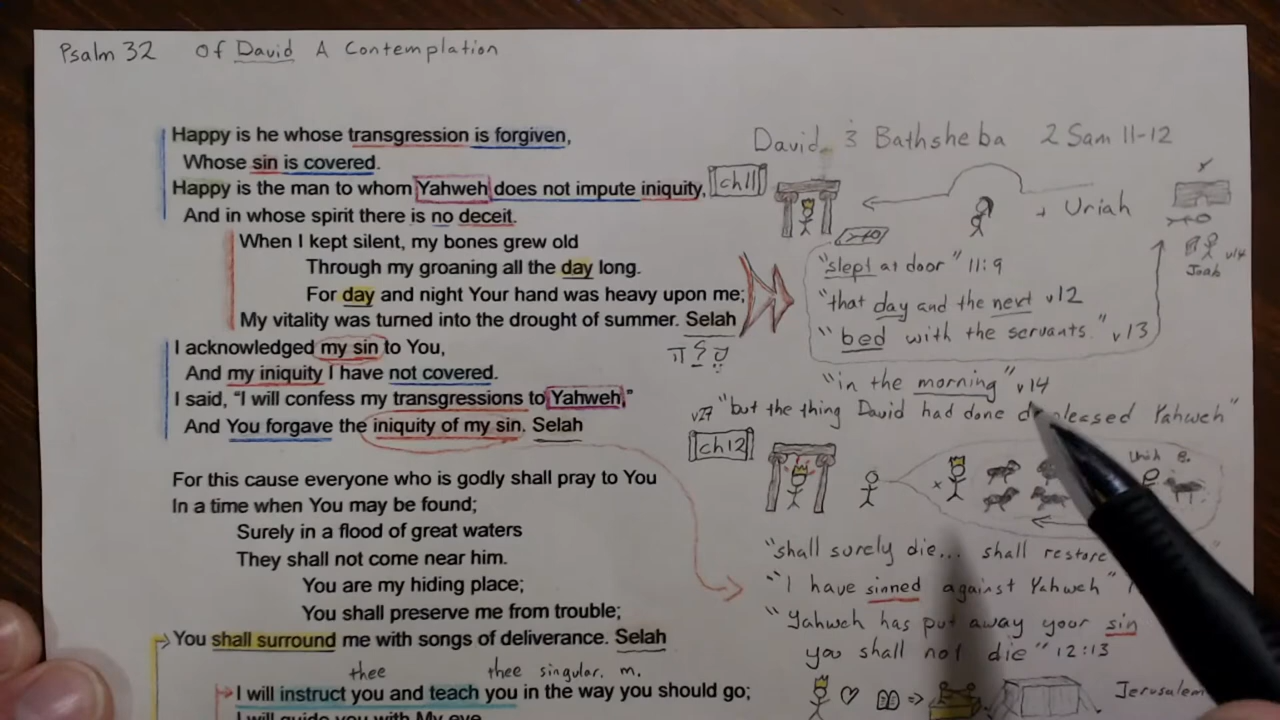 Psalm 32 Of David A Contemplation
Happy is he whose transgression is forgiven,
Whose sin is covered.
Happy is the man to whom Yahweh does not impute iniquity,
And in whose spirit there is no deceit.
When I kept silent, my bones grew old
Through my groaning all the day long.
For day and night Your hand was heavy upon me;
My vitality was turned into the drought of summer. Selah
I acknowledged my sin to You,
And my iniquity I have not covered.
I said, “I will confess my transgressions to Yahweh,”
And You forgave the iniquity of my sin. Selah
For this cause everyone who is godly shall pray to You
In a time when You may be found;
Surely in a flood of great waters
They shall not come near him.
You are my hiding place;
You shall preserve me from trouble;
You shall surround me with songs of deliverance. Selah
thee thee singular. m.
I will instruct you and teach you in the way you should go;
I will guide you with My eye
David & Bathsheba 2 Sam 11-12
ch11
+ Uriah
Joab v14
"slept at door" 11:9
"that day and the next v12
"bed with the servants." v13
"in the morning" v14
v27 "but the thing David had done Yahweh"
ch12
"shall surely die... shall restore
"I have sinned against Yahweh"
"Yahweh has put away your sin
you shall not die" 12:13
Jerusalem